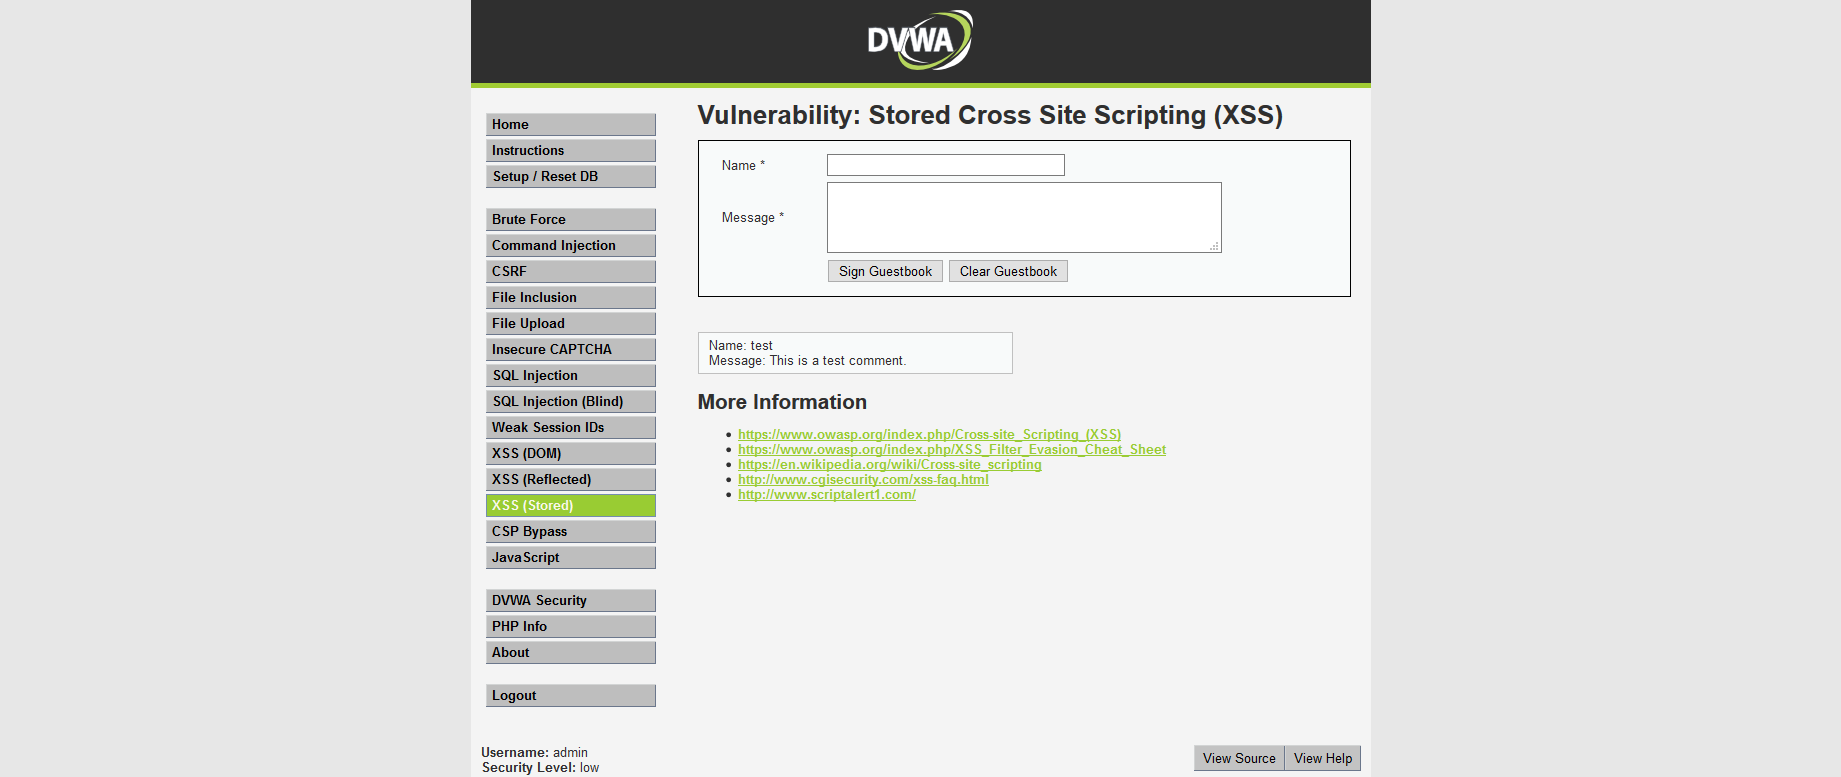 DVWA
Home
Instructions
Setup / Reset DB
Brute Force
Command Injection
CSRF
File Inclusion
File Upload
Insecure CAPTCHA
SQL Injection
SQL Injection (Blind)
Weak Session IDs
XSS (DOM)
XSS (Reflected)
XSS (Stored)
CSP Bypass
JavaScript
DVWA Security
PHP Info
About
Logout
Vulnerability: Stored Cross Site Scripting (XSS)
Name *
Message *
Sign Guestbook Clear Guestbook
Name: test
Message: This is a test comment.
More Information
https://www.owasp.org/index.php/Cross-site_Scripting_(XSS)
https://www.owasp.org/index.php/XSS_Filter_Evasion_Cheat_Sheet
https://en.wikipedia.org/wiki/Cross-site_scripting
http://www.cgisecurity.com/xss-faq.html
http://www.scriptalert1.com/
Username: admin
Security Level: low
View Source View Help